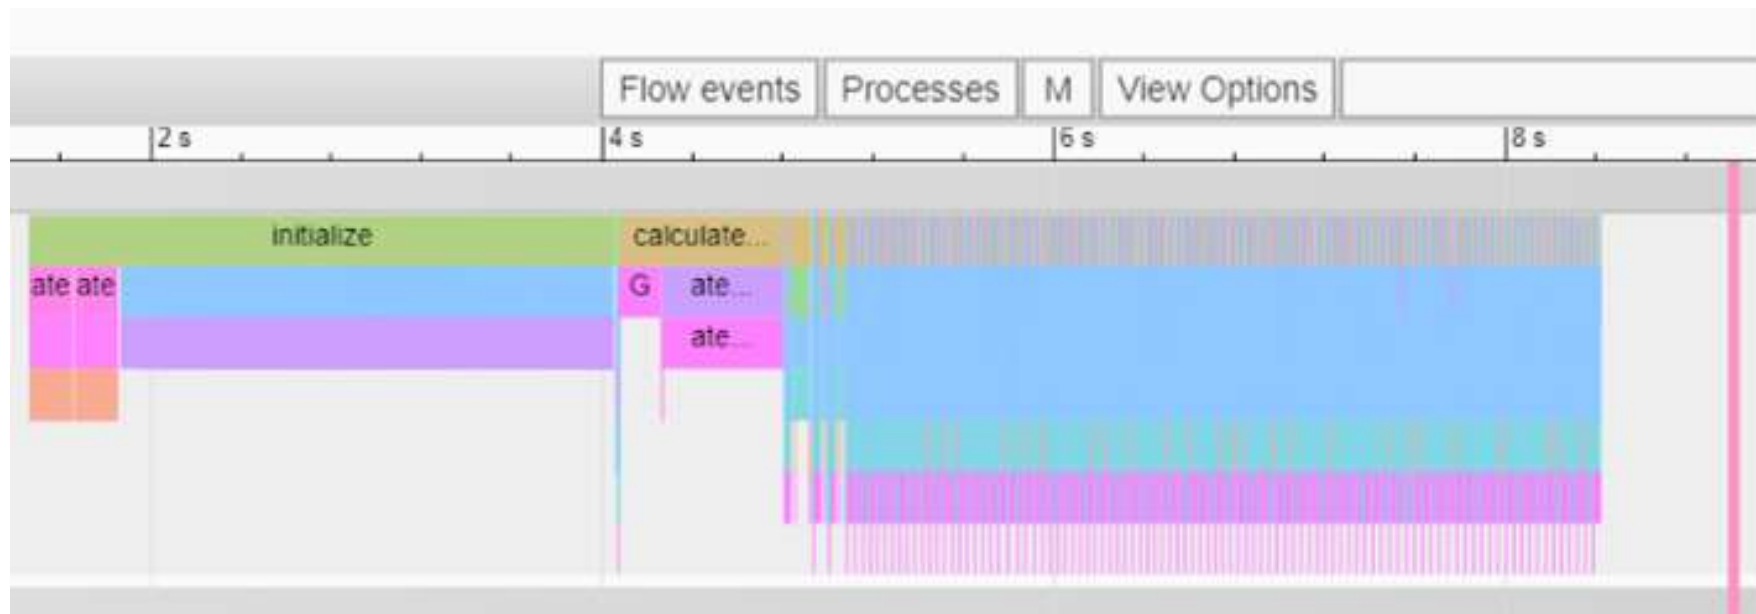 Flow events Processes M View Options
2 s 4 s 6 s 8 s
initialize calculate...
ate ate G ate...
ate...